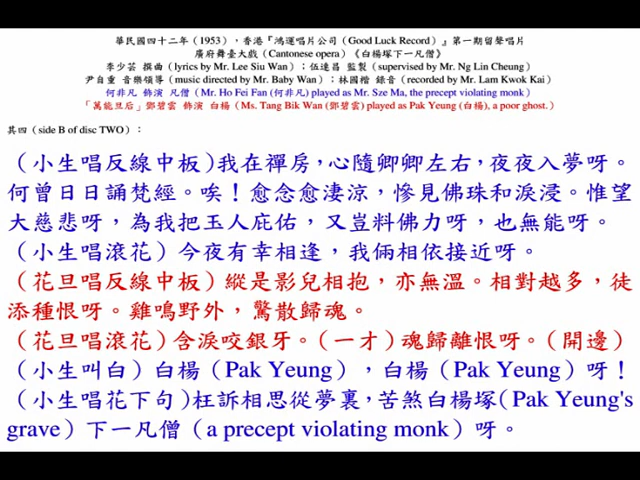 華民國四十二年（1953），香港『鴻運唱片公司（Good Luck Record）』第一期留聲唱片
廣府舞臺大戲（Cantonese opera）《白楊塚下一凡僧》
李少芸 撰曲（lyrics by Mr. Lee Siu Wan）；伍達昌 監製（supervised by Mr. Ng Lin Cheung）
尹自重 音樂領導（music directed by Mr. Baby Wan）；林國楷 錄音（recorded by Mr. Lam Kwok Kai）
何非凡 飾演 凡僧（Mr. Ho Fei Fan (何非凡) played as Mr. Sze Ma, the precept violating monk）
「萬能旦后」鄧碧雲 飾演 白楊（Ms. Tang Bik Wan (鄧碧雲) played as Pak Yeung (白楊), a poor ghost.）
其四（side B of disc TWO）：
（小生唱反線中板）我在禪房，心隨卿卿左右，夜夜入夢呀。
何曾日日誦梵經。唉！愈念愈淒涼，慘見佛珠和淚浸。惟望
大慈悲呀，為我把玉人庇佑，又豈料佛力呀，也無能呀。
（小生唱滾花）今夜有幸相逢，我倆相依接近呀。
（花旦唱反線中板）縱是影兒相抱，亦無溫。相對越多，徒
添種恨呀。雞鳴野外，驚散歸魂。
（花旦唱滾花）含淚咬銀牙。（一才）魂歸離恨呀。（開邊）
（小生叫白）白楊（Pak Yeung），白楊（Pak Yeung）呀！
（小生唱花下句）枉訴相思從夢裏，苦煞白楊塚(Pak Yeung's
grave）下一凡僧（a precept violating monk）呀。